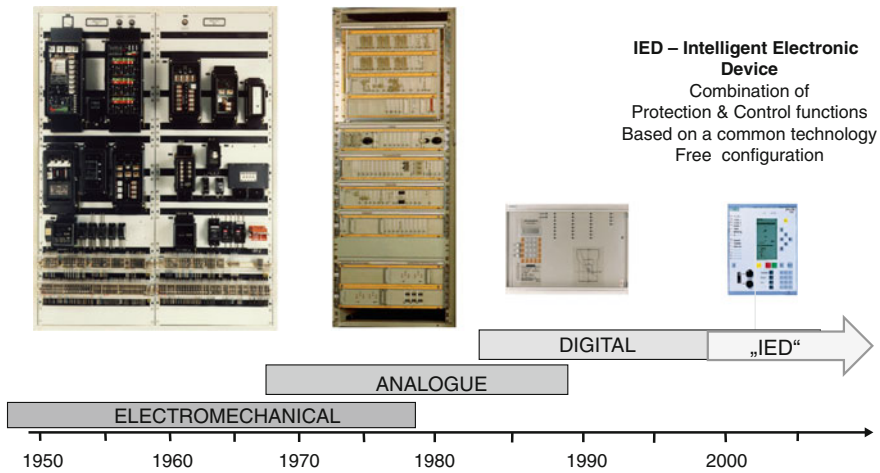 IED – Intelligent Electronic
Device
Combination of
Protection & Control functions
Based on a common technology
Free configuration
DIGITAL
„IED“
ANALOGUE
ELECTROMECHANICAL
1950 1960 1970 1980 1990 2000